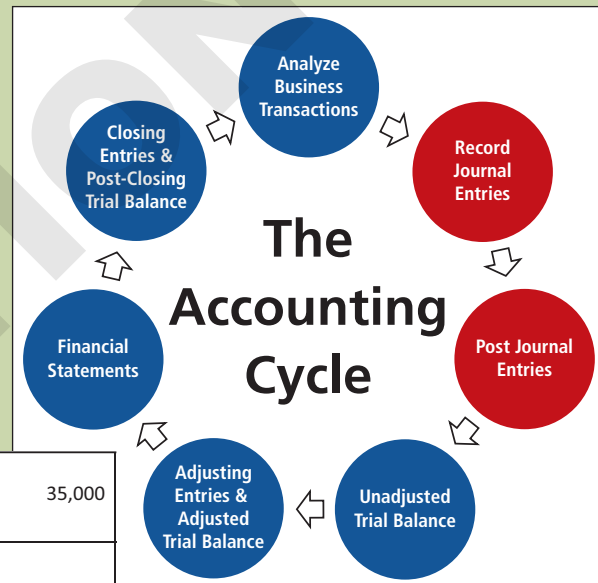 Analyze
Business
Transactions
Record
Journal
Entries
Post Journal
Entries
Unadjusted
Trial Balance
Adjusting
Entries &
Adjusted
Trial Balance
Financial
Statements
Closing
Entries &
Post-Closing
Trial Balance
The
Accounting
Cycle
35,000